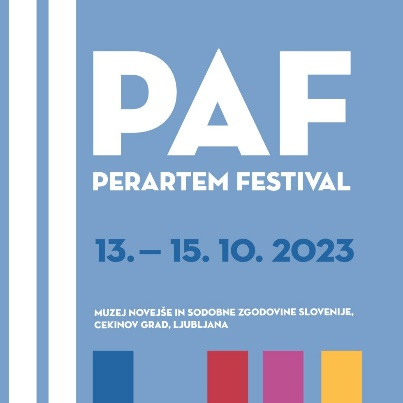 PAF
PERARTEM FESTIVAL
13. – 15. 10. 2023
MUZEJ NOVEJŠE IN SODOBNE ZGODOVINE SLOVENIJE,
CEKINOV GRAD, LJUBLJANA